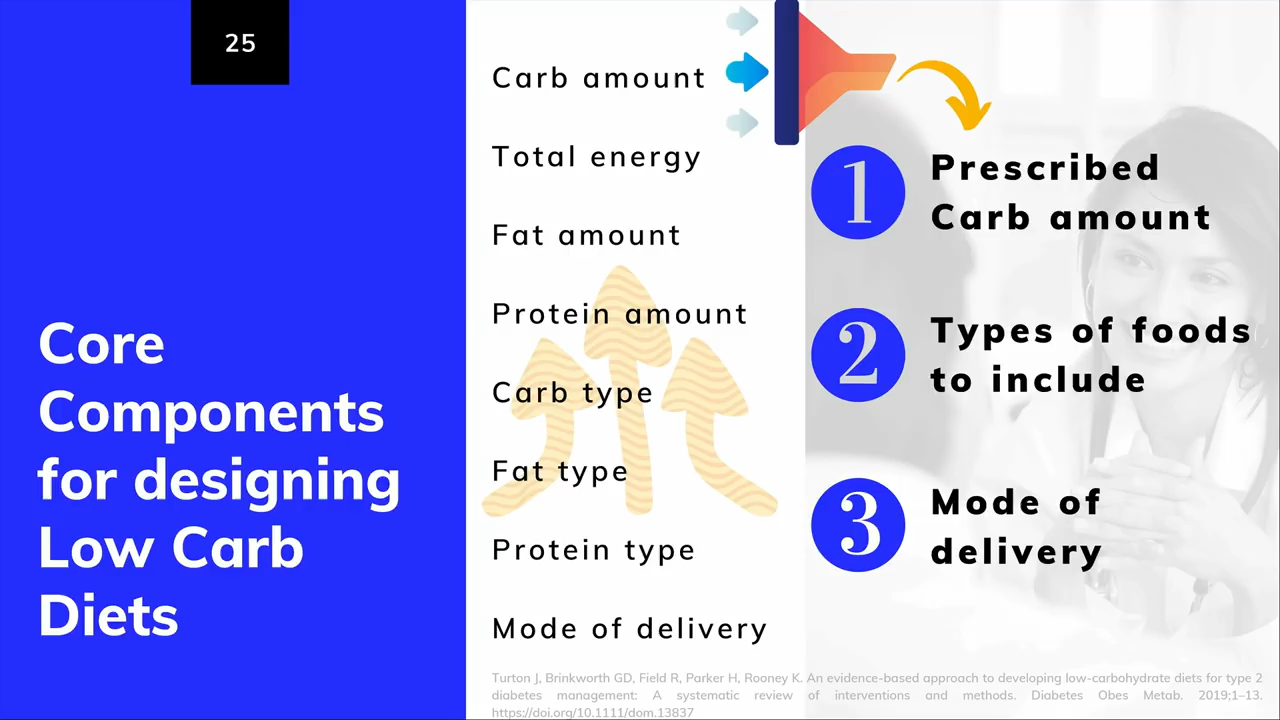 25
Core
Components
for designing
Low Carb
Diets
Carb amount
Total energy
Fat amount
Protein amount
Carb type
Fat type
Protein type
Mode of delivery
1
Prescribed
Carb amount
2
Types of foods
to include
3
Mode of
delivery
Turton J, Brinkworth GD, Field R, Parker H, Rooney K. An evidence-based approach to developing low-carbohydrate diets for type 2
diabetes management: A systematic review of interventions and methods. Diabetes Obes Metab. 2019;1–13.
https://doi.org/10.1111/dom.13837